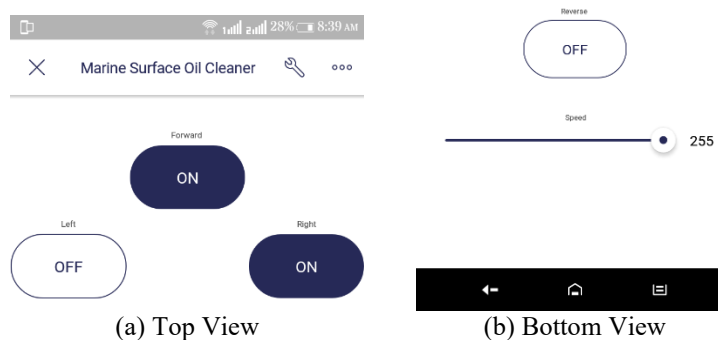 28% 8:39 AM
Marine Surface Oil Cleaner
Forward
ON
Left
OFF
Right
ON
(a) Top View
Reverse
OFF
Speed
255
(b) Bottom View